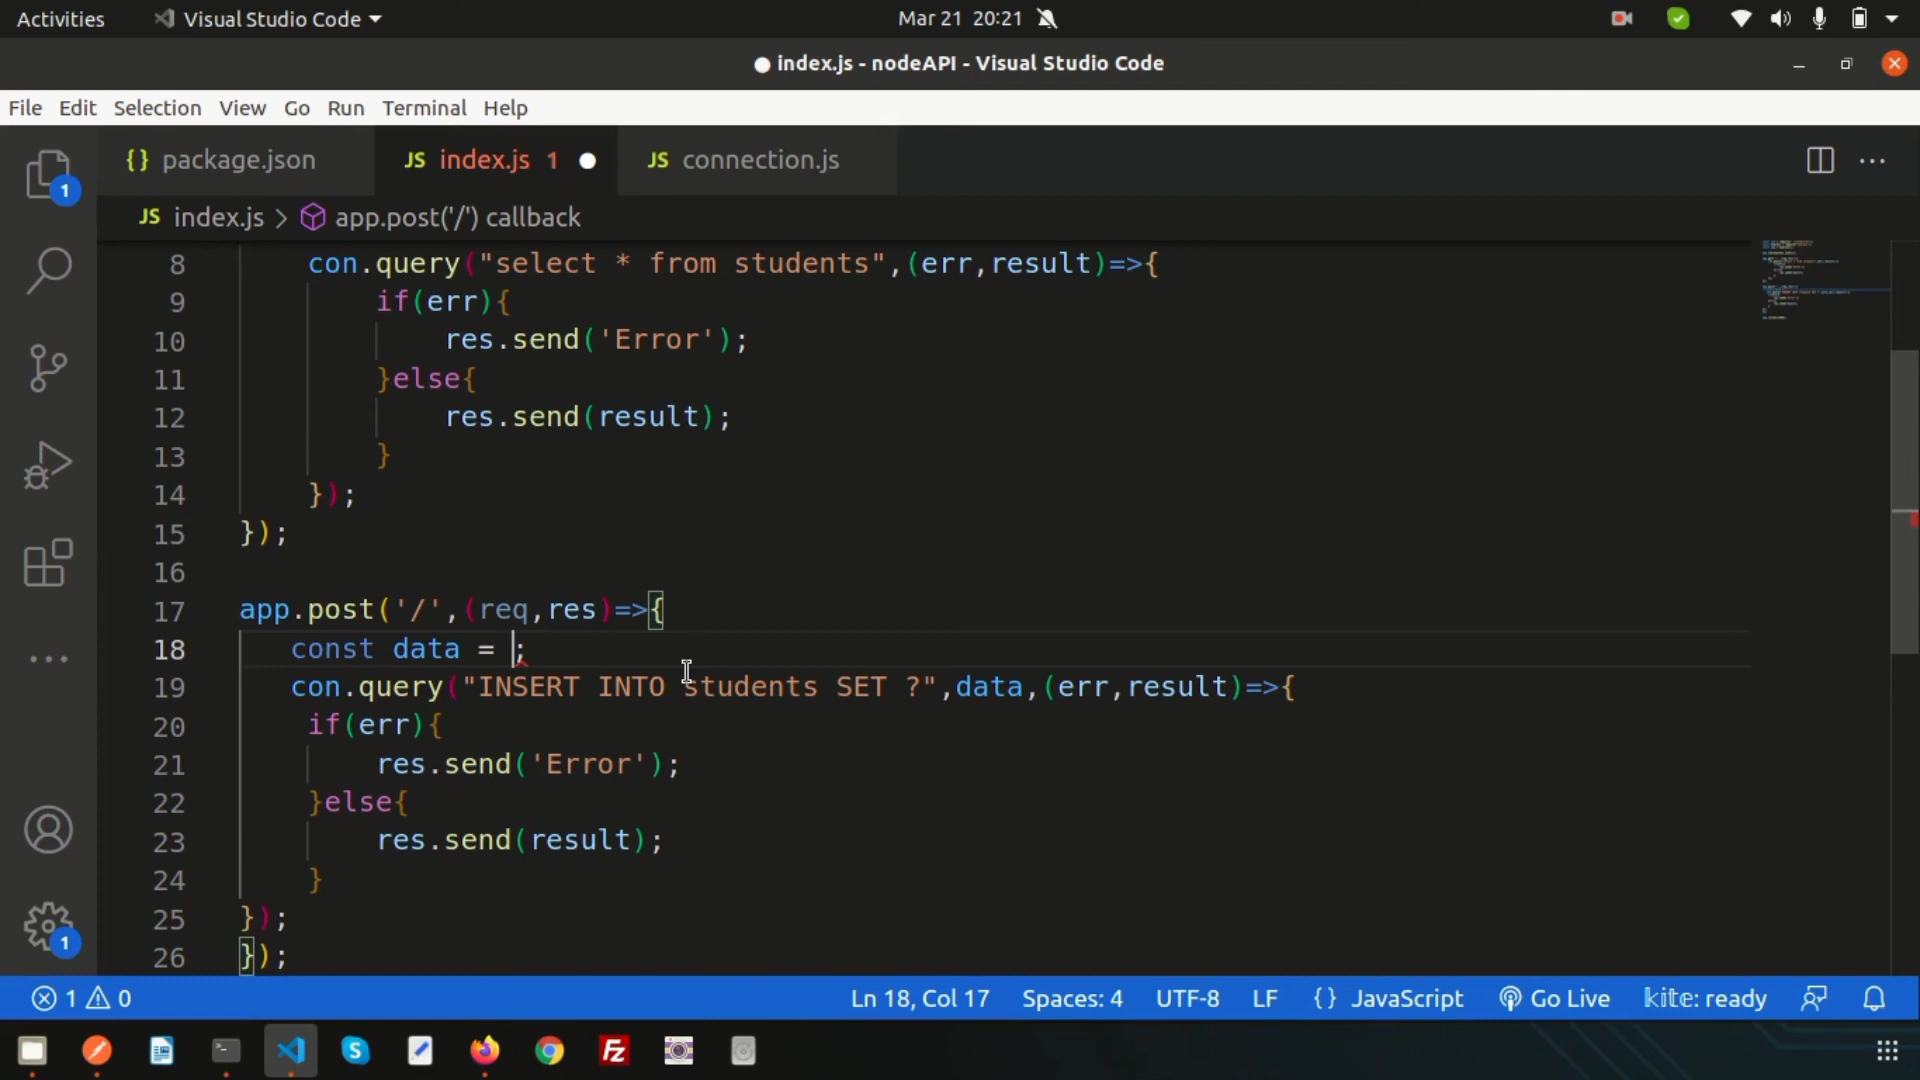 Activities Visual Studio Code Mar 21 20:21
index.js - nodeAPI - Visual Studio Code
File Edit Selection View Go Run Terminal Help
{} package.json JS index.js 1 JS connection.js
JS index.js > app.post('/') callback
8 con.query("select * from students",(err,result)=>{
9 if(err){
10 res.send('Error');
11 }else{
12 res.send(result);
13 }
14 });
15 });
16
17 app.post('/',(req,res)=>{
18 const data = ;
19 con.query("INSERT INTO students SET ?",data,(err,result)=>{
20 if(err){
21 res.send('Error');
22 }else{
23 res.send(result);
24 }
25 });
26 });
1
1
1 0 Ln 18, Col 17 Spaces: 4 UTF-8 LF {} JavaScript Go Live kite: ready